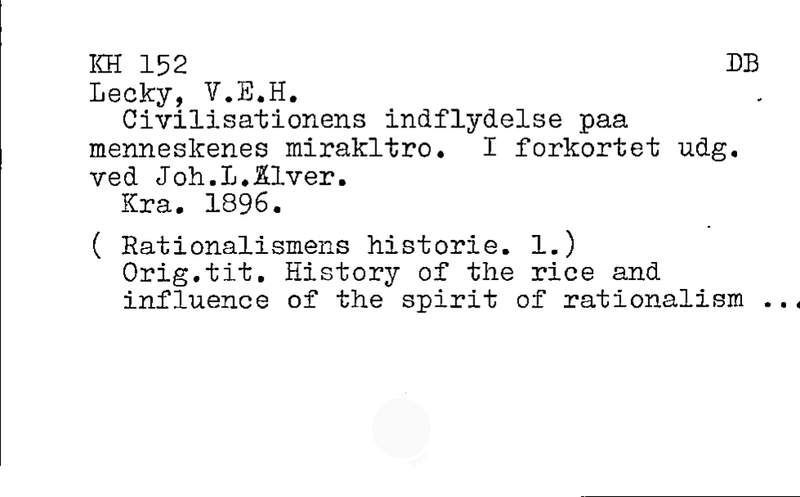 KH 152 DB
Lecky, V.E.H.
Civilisationens indflydelse paa
menneskenes mirakltro. I forkortet udg.
ved Joh.L.Alver.
Kra. 1896.
( Rationalismens historie. 1.)
Orig.tit. History of the rice and
influence of the spirit of rationalism ...